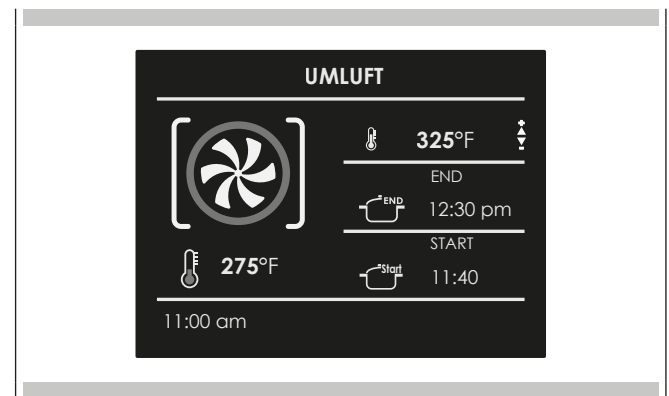 UMLUFT
325°F
END
END 12:30 pm
START
275°F
Start 11:40
11:00 am